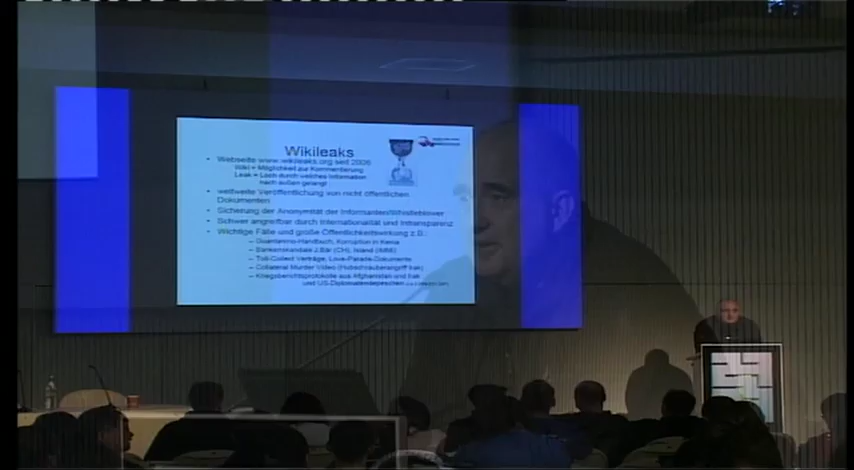 Wikileaks
• Webseite www.wikileaks.org seit 2006
Wiki = Möglichkeit zur Kommentierung
Leak = Loch durch welches Information
nach außen gelangt
• weltweite Veröffentlichung von nicht öffentlichen
Dokumenten
• Sicherung der Anonymität der Informanten/Whistleblower
• Schwer angreifbar durch Internationalität und Intransparenz
• Wichtige Fälle und große Öffentlichkeitswirkung z.B.:
– Guantanmo-Handbuch, Korruption in Kenia
– Bankenskandale J.Bär (CH), Island
– Toll-Collect Verträge, Love-Parade-Dokumente
– Collateral Murder Video (Hubschrauberangriff Irak)
– Kriegsberichtsprotokolle aus Afghanistan und Irak
und US-Diplomatendepeschen